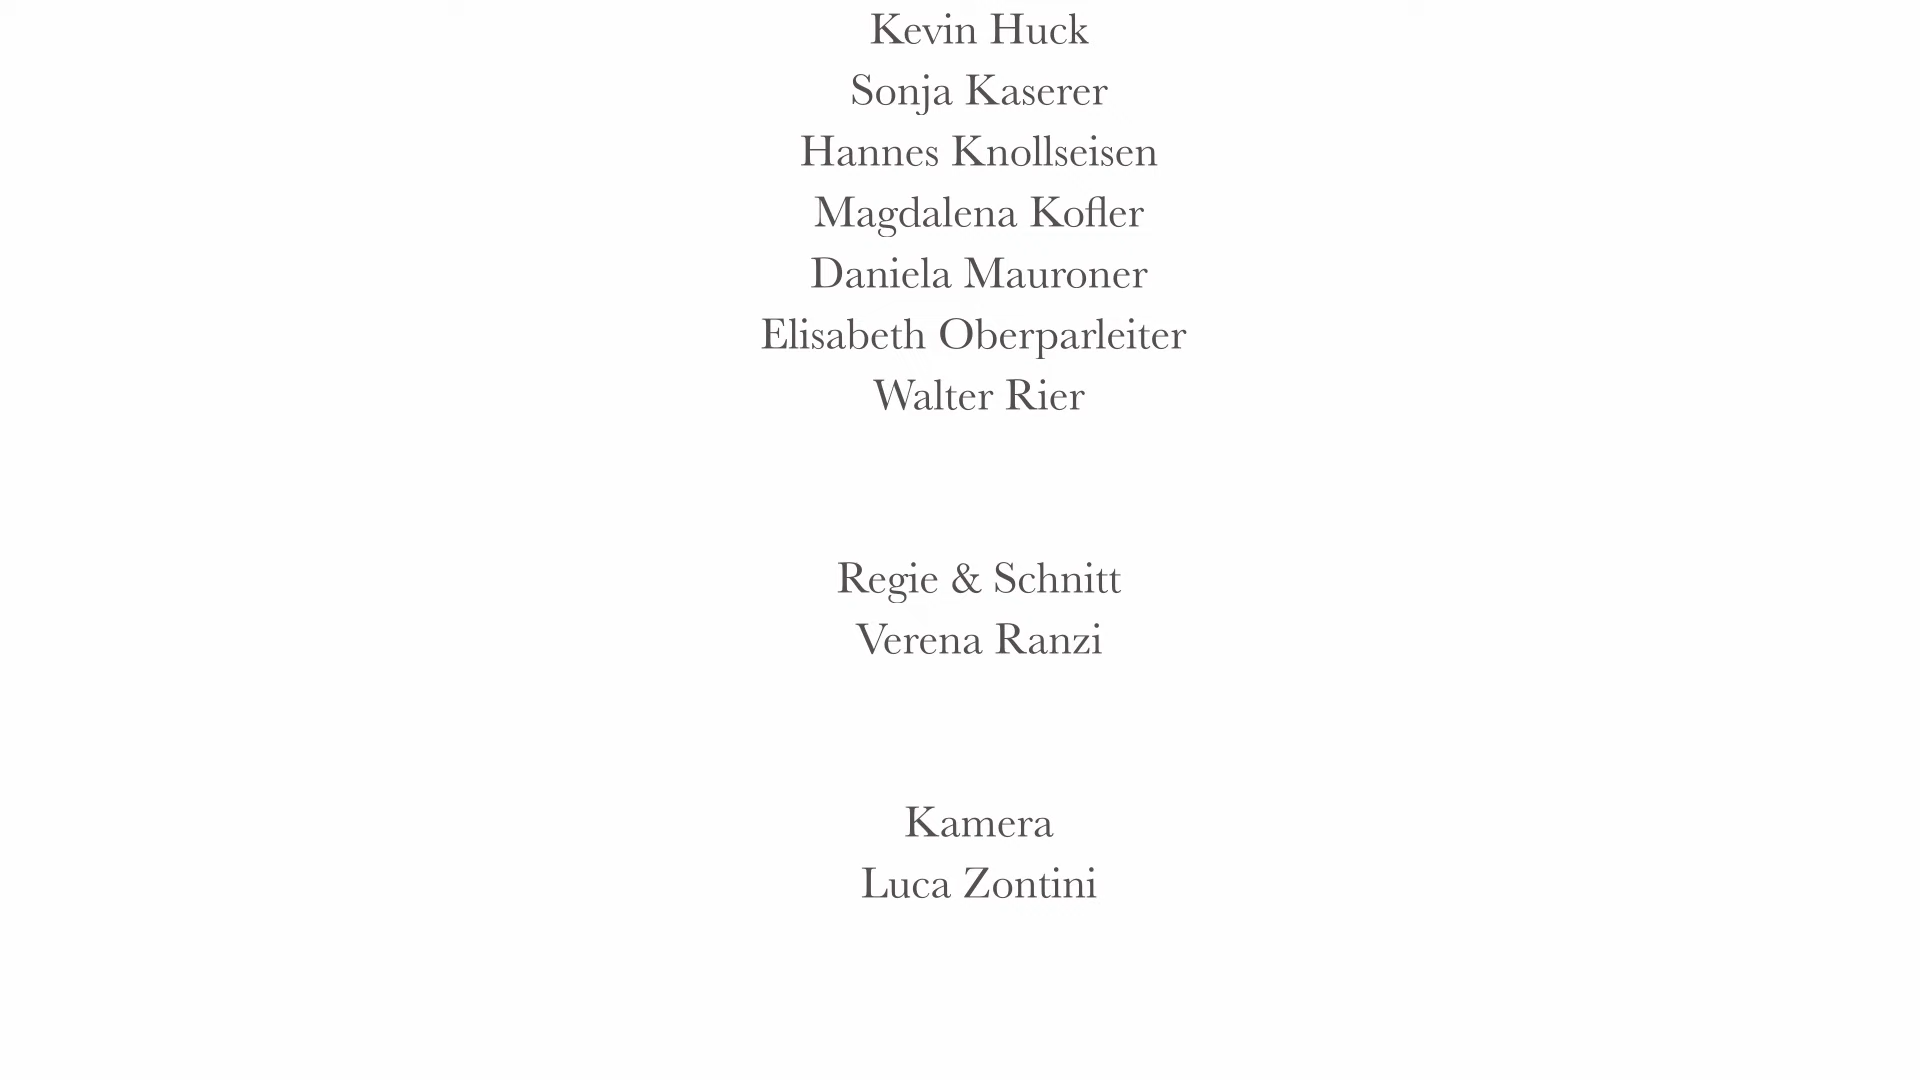 Kevin Huck
Sonja Kaserer
Hannes Knollseisen
Magdalena Kofler
Daniela Mauroner
Elisabeth Oberparleiter
Walter Rier
Regie & Schnitt
Verena Ranzi
Kamera
Luca Zontini